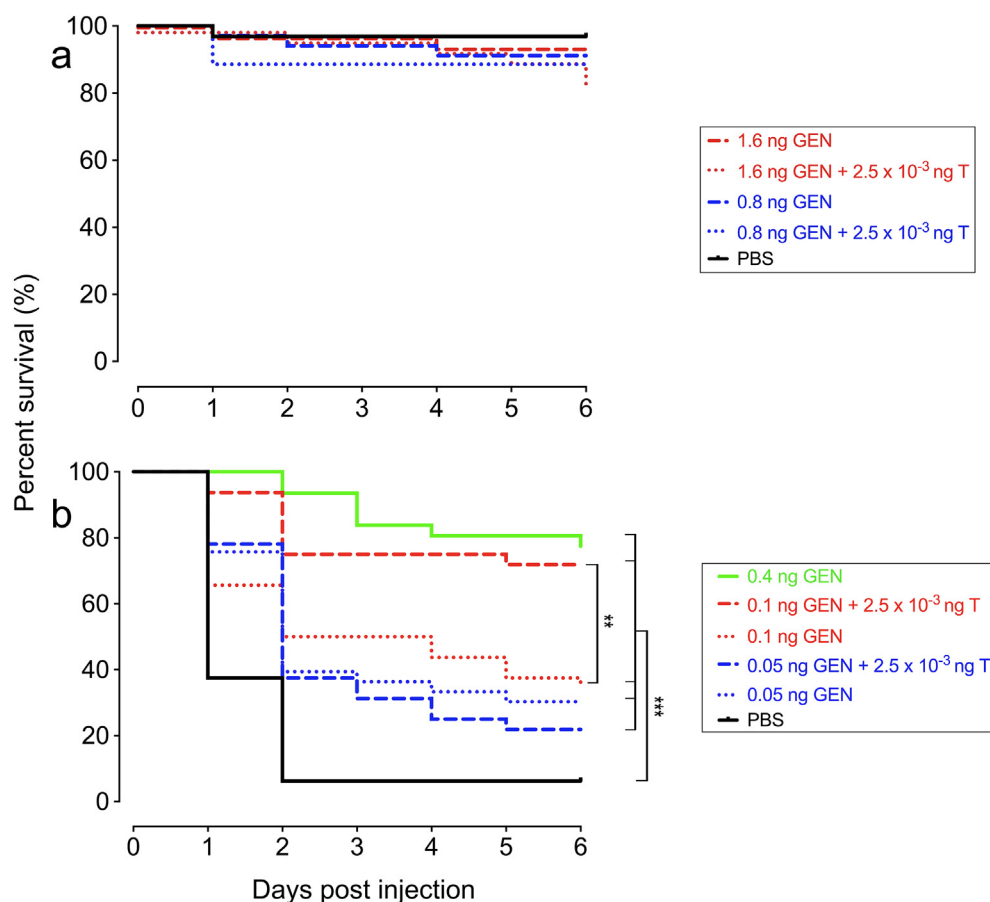 Percent survival (%)
a
100
80
60
40
20
0
0 1 2 3 4 5 6
1.6 ng GEN
1.6 ng GEN + 2.5 x 10⁻³ ng T
0.8 ng GEN
0.8 ng GEN + 2.5 x 10⁻³ ng T
PBS
b
100
80
60
40
20
0
0 1 2 3 4 5 6
Days post injection
**
***
0.4 ng GEN
0.1 ng GEN + 2.5 x 10⁻³ ng T
0.1 ng GEN
0.05 ng GEN + 2.5 x 10⁻³ ng T
0.05 ng GEN
PBS